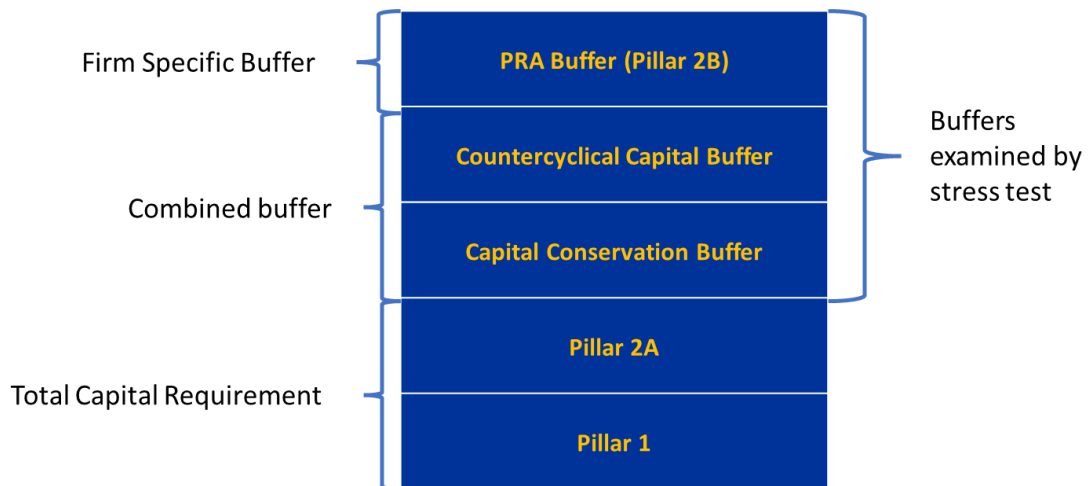 Firm Specific Buffer
PRA Buffer (Pillar 2B)
Combined buffer
Countercyclical Capital Buffer
Capital Conservation Buffer
Total Capital Requirement
Pillar 2A
Pillar 1
Buffers
examined by
stress test